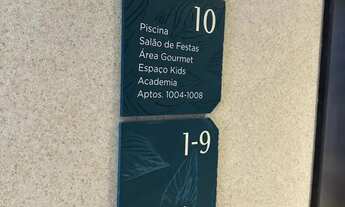 10
Piscina
Salão de Festas
Área Gourmet
Espaço Kids
Academia
Aptos. 1004-1008
1-9